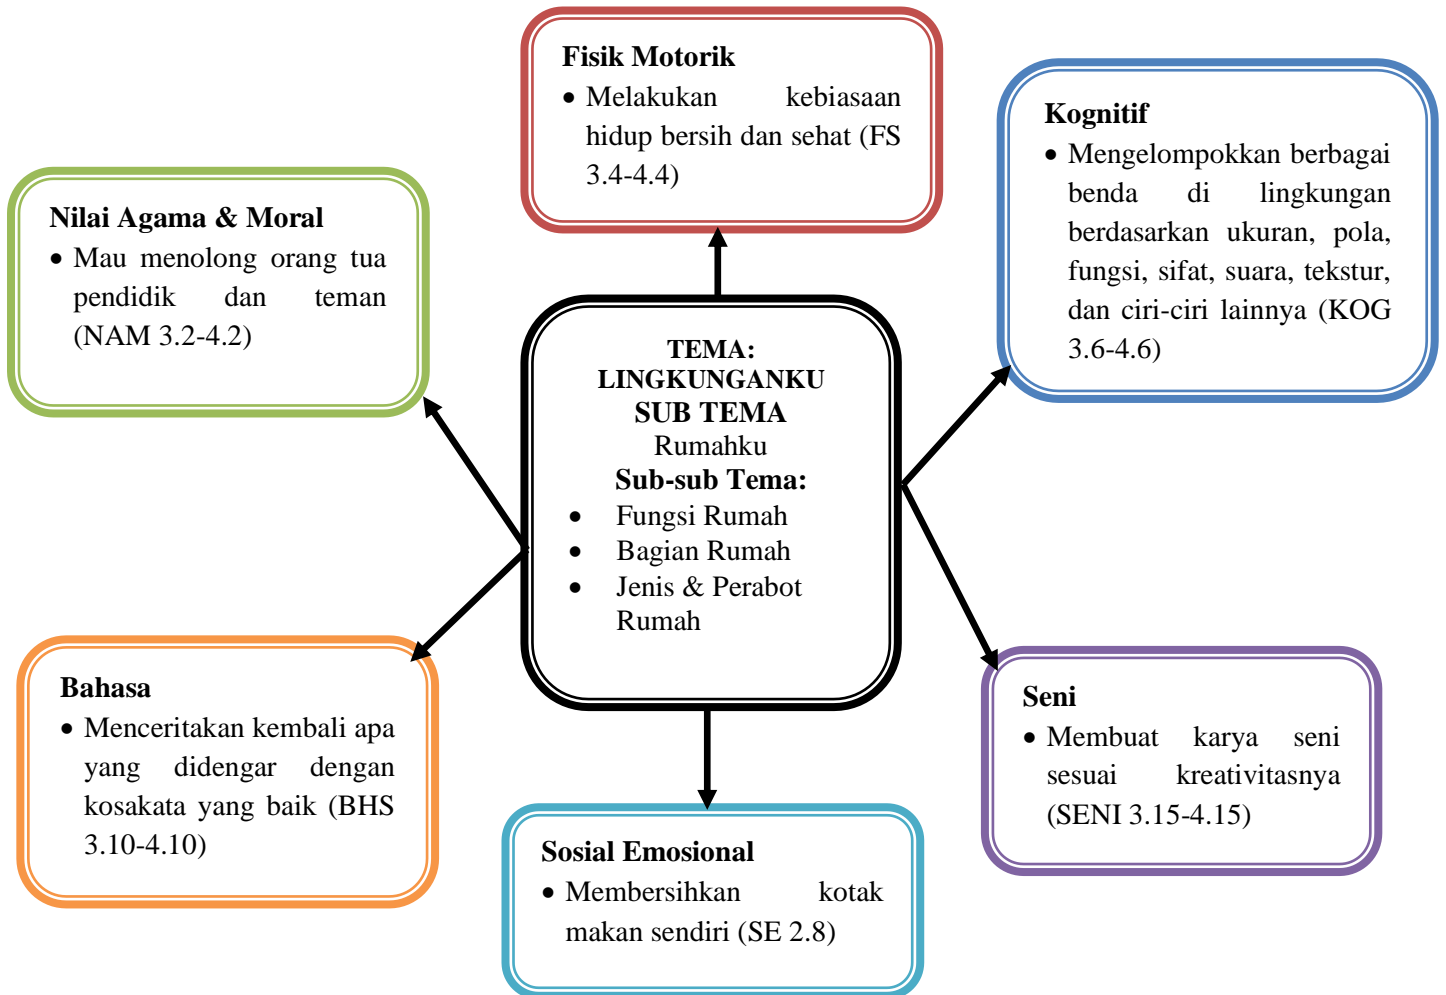 Fisik Motorik
• Melakukan kebiasaan
hidup bersih dan sehat (FS
3.4-4.4)
Kognitif
• Mengelompokkan berbagai
benda di lingkungan
berdasarkan ukuran, pola,
fungsi, sifat, suara, tekstur,
dan ciri-ciri lainnya (KOG
3.6-4.6)
Nilai Agama & Moral
• Mau menolong orang tua
pendidik dan teman
(NAM 3.2-4.2)
TEMA:
LINGKUNGANKU
SUB TEMA
Rumahku
Sub-sub Tema:
• Fungsi Rumah
• Bagian Rumah
• Jenis & Perabot
Rumah
Bahasa
• Menceritakan kembali apa
yang didengar dengan
kosakata yang baik (BHS
3.10-4.10)
Seni
• Membuat karya seni
sesuai kreativitasnya
(SENI 3.15-4.15)
Sosial Emosional
• Membersihkan kotak
makan sendiri (SE 2.8)